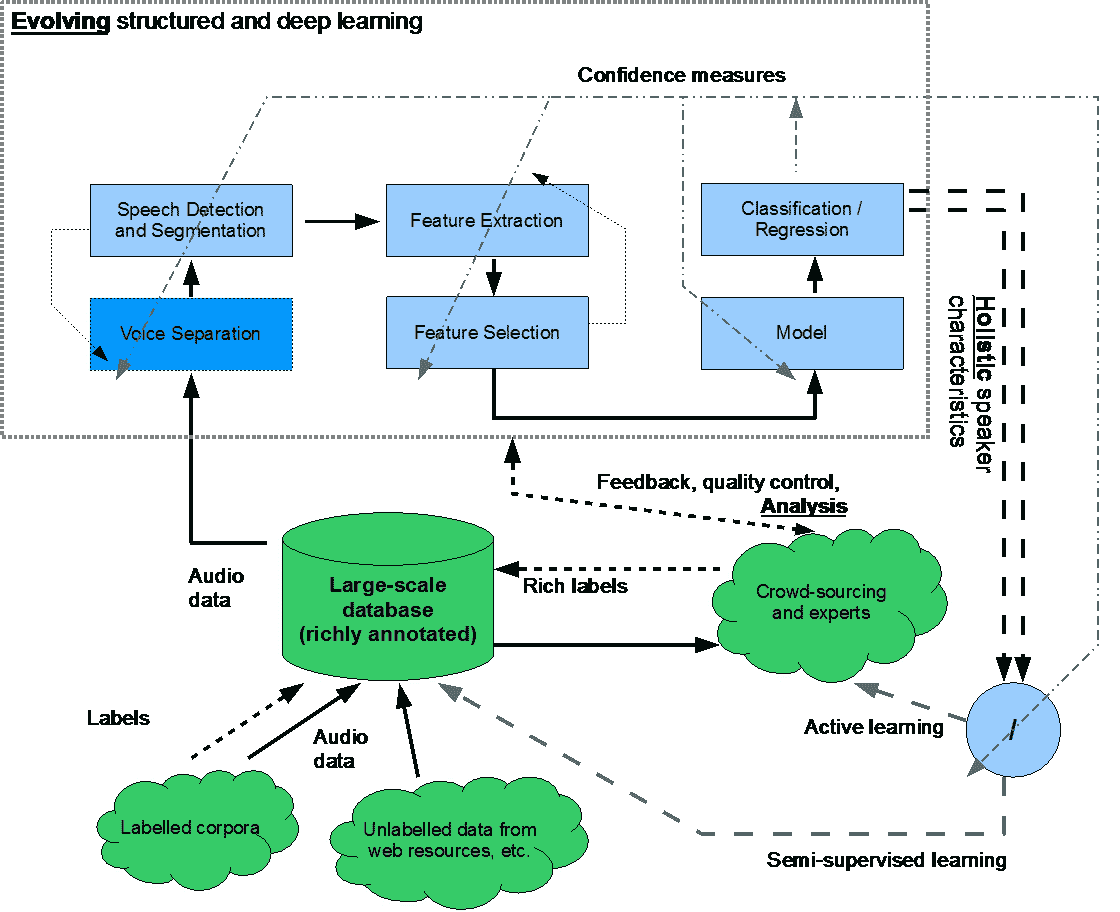 Evolving structured and deep learning
Confidence measures
Speech Detection
and Segmentation
Feature Extraction
Classification /
Regression
Voice Separation
Feature Selection
Model
Holistic speaker
characteristics
Feedback, quality control,
Analysis
Audio
data
Large-scale
database
(richly annotated)
Rich labels
Crowd-sourcing
and experts
Labels
Audio
data
Active learning
/
Labelled corpora
Unlabelled data from
web resources, etc.
Semi-supervised learning